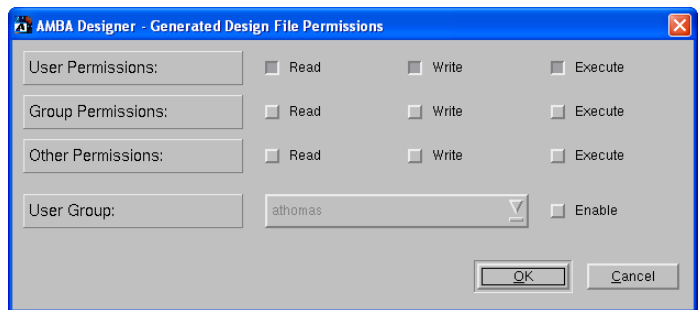 AMBA Designer - Generated Design File Permissions
User Permissions: Read Write Execute
Group Permissions: Read Write Execute
Other Permissions: Read Write Execute
User Group: athomas Enable
OK Cancel